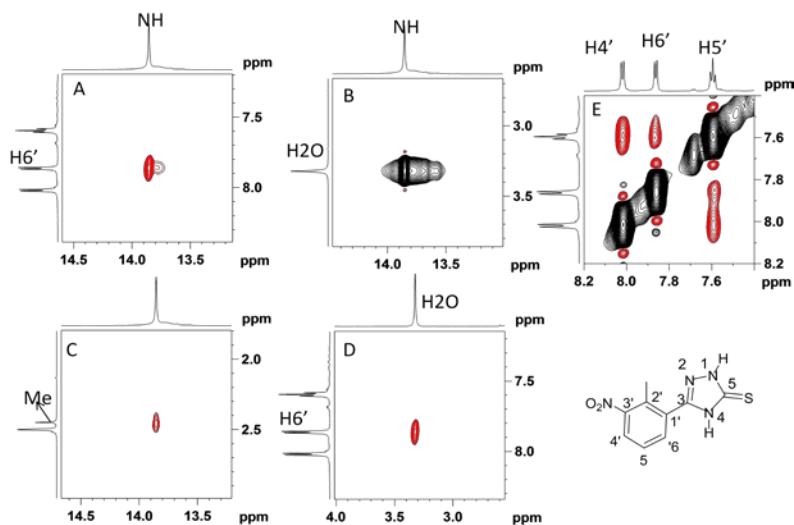 NH
ppm
A
7.5
H6’
8.0
14.5 14.0 13.5
ppm
NH
ppm
B
3.0
H2O
3.5
14.0 13.0
ppm
H4’ H6’ H5’
ppm
E
7.6
7.8
8.0
8.2
8.2 8.0 7.8 7.6
ppm
ppm
C
2.0
Me
2.5
14.5 14.0 13.5
ppm
H2O
ppm
D
7.5
H6’
8.0
4.0 3.5 3.0
ppm
H
2 1
N N
O2N 3' 2' 3 5 S
1' N 4
4' '6 H
5